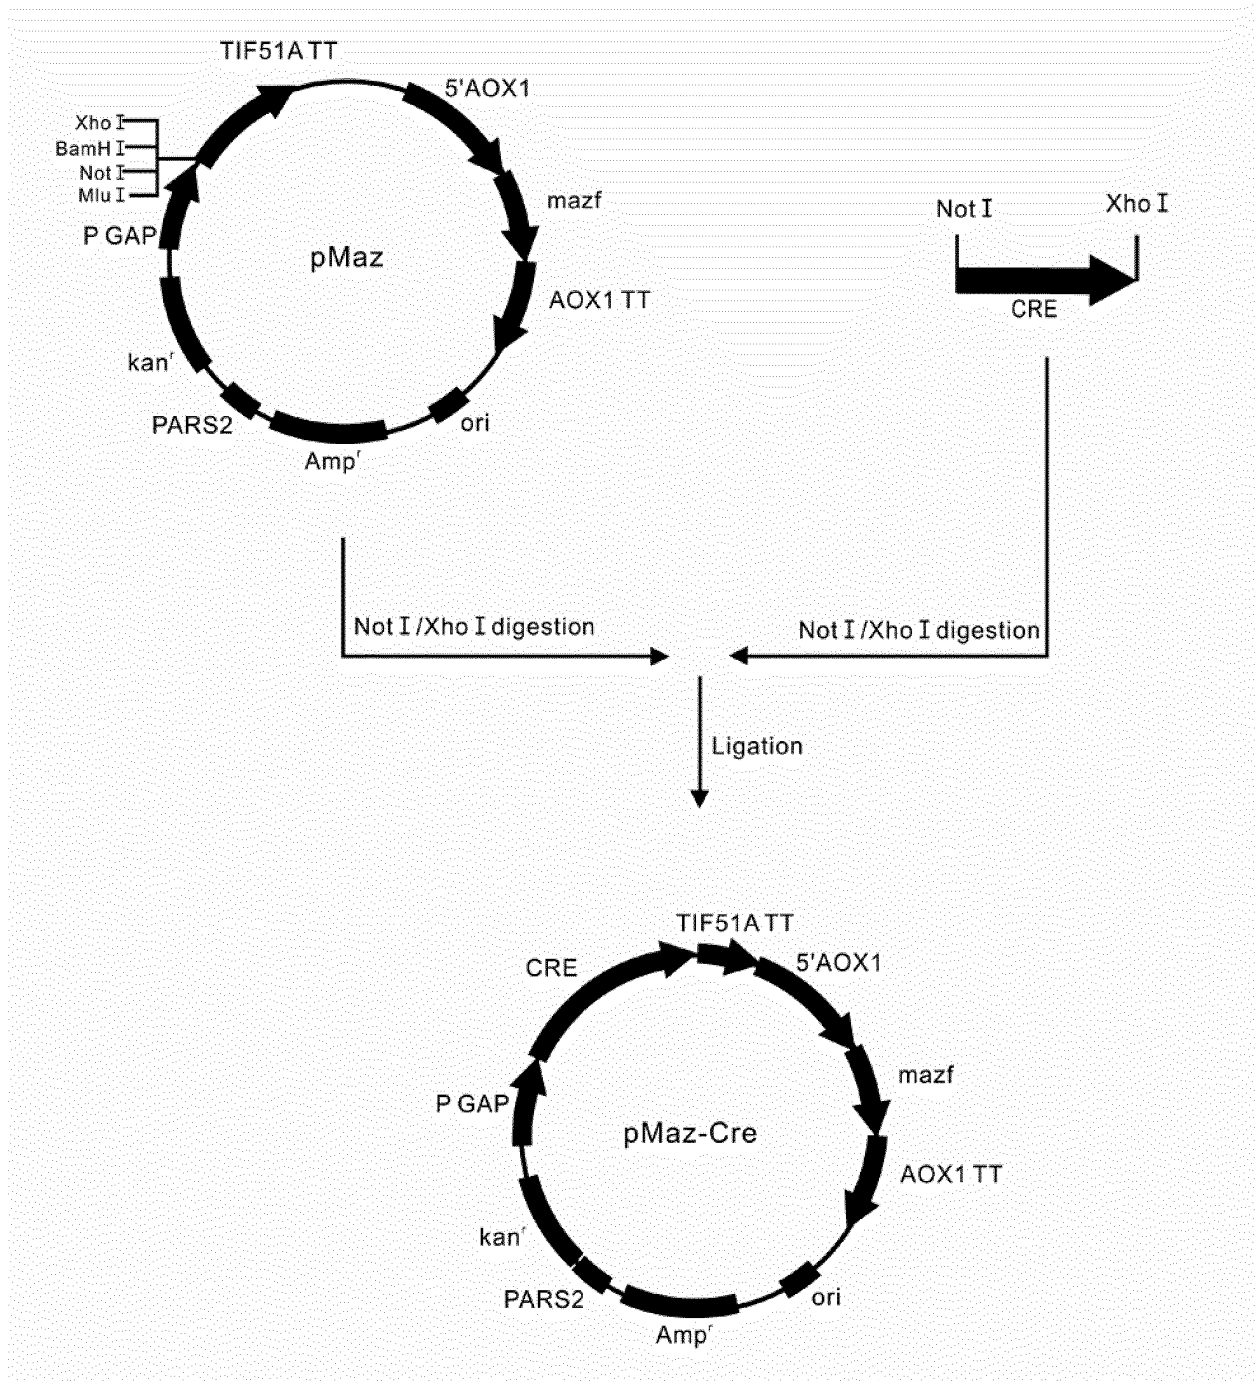 TIF51A TT
5'AOX1
Xho I
BamH I
Not I
Mlu I
P GAP
pMaz
mazf
AOX1 TT
kanʳ
PARS2
Ampʳ
ori
Not I
Xho I
CRE
Not I/Xho I digestion
Not I/Xho I digestion
Ligation
TIF51A TT
CRE
5'AOX1
mazf
P GAP
pMaz-Cre
AOX1 TT
kanʳ
PARS2
ori
Ampʳ